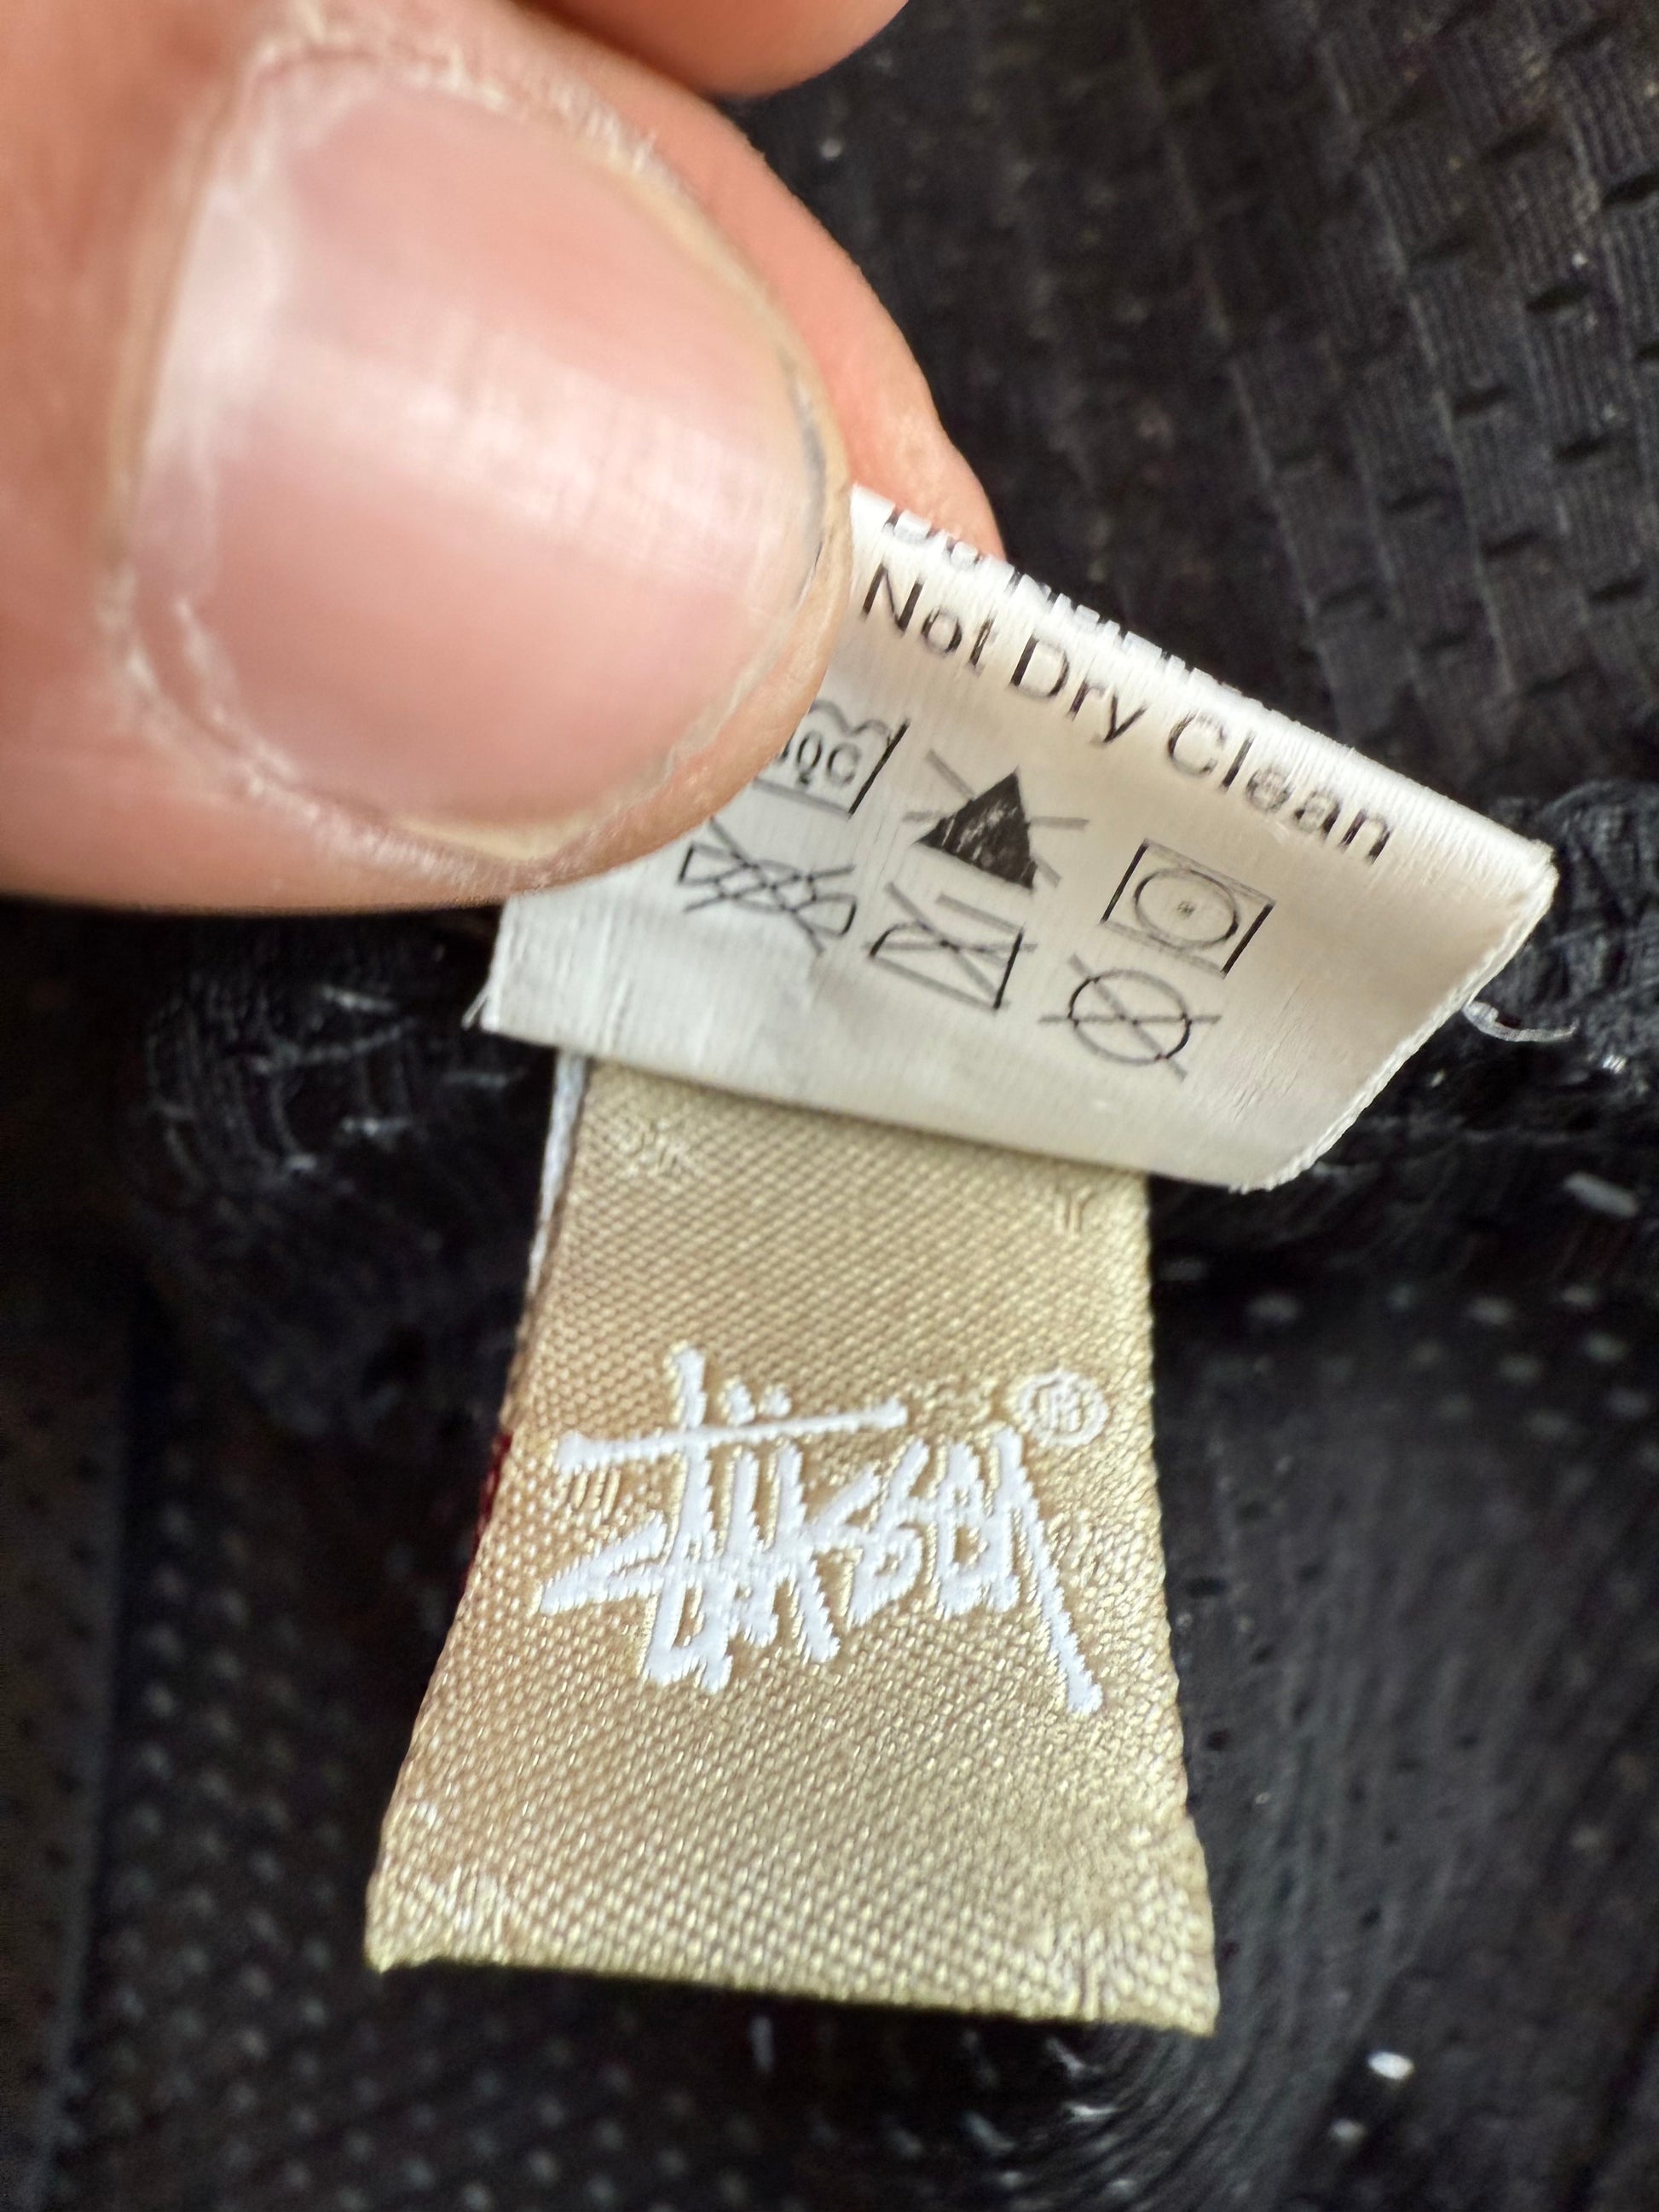 Not Dry Clean
Stüssy ®